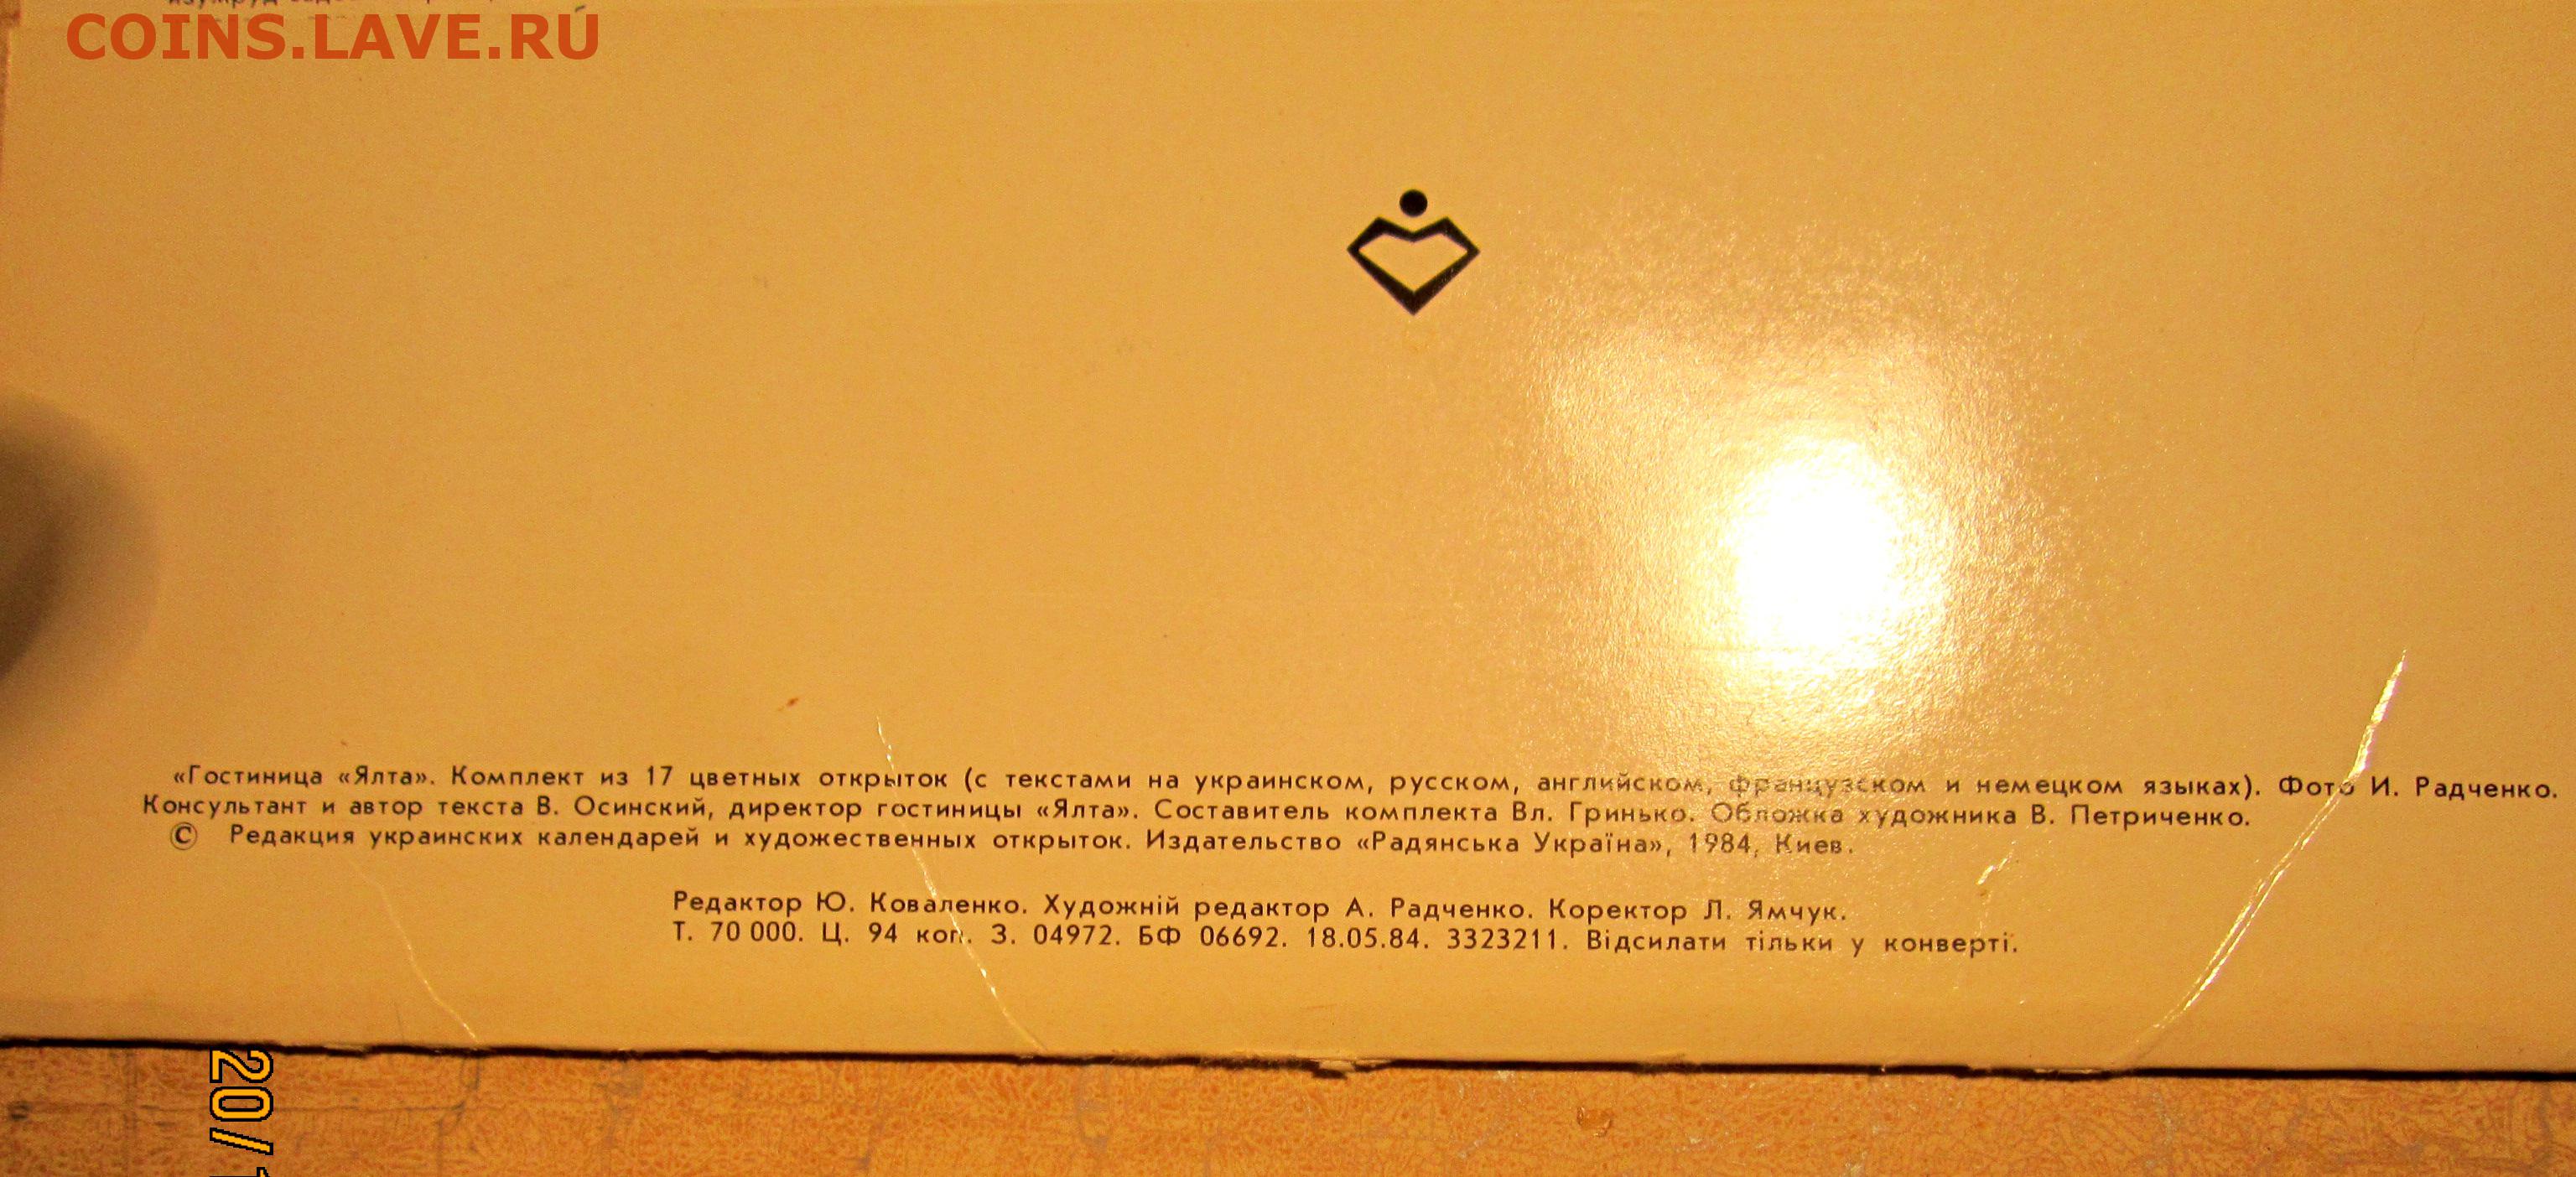 COINS.LAVE.RU
«Гостиница «Ялта». Комплект из 17 цветных открыток (с текстами на украинском, русском, английском, французском и немецком языках). Фото И. Радченко.
Консультант и автор текста В. Осинский, директор гостиницы «Ялта». Составитель комплекта Вл. Гринько. Обложка художника В. Петриченко.
© Редакция украинских календарей и художественных открыток. Издательство «Радянська Україна», 1984, Киев.
Редактор Ю. Коваленко. Художній редактор А. Радченко. Коректор Л. Ямчук.
Т. 70 000. Ц. 94 коп. З. 04972. БФ 06692. 18.05.84. 3323211. Відсилати тільки у конверті.
20/1